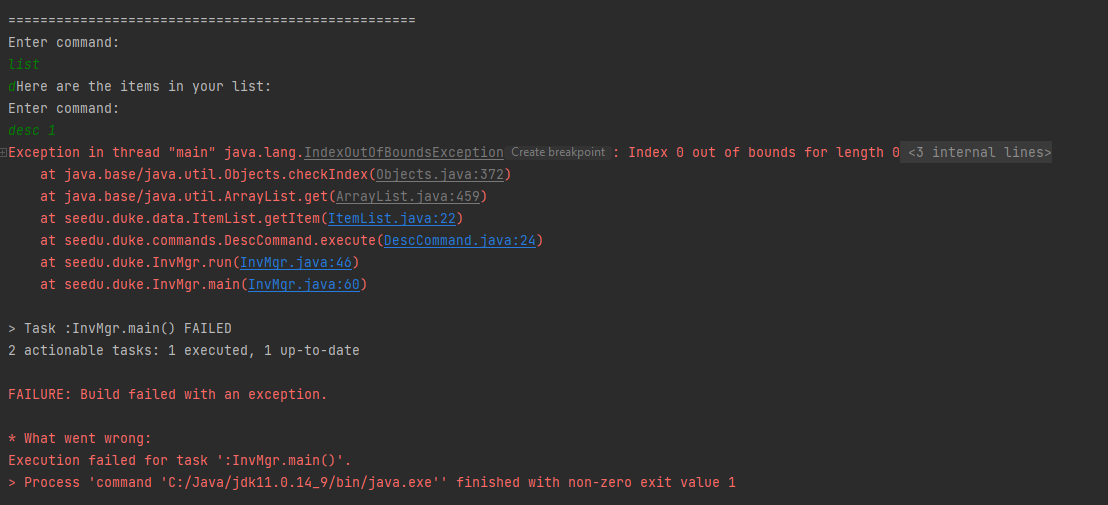 ===================================================
Enter command:
list
dHere are the items in your list:
Enter command:
desc 1
Exception in thread "main" java.lang.IndexOutOfBoundsException Create breakpoint : Index 0 out of bounds for length 0 <3 internal lines>
at java.base/java.util.Objects.checkIndex(Objects.java:372)
at java.base/java.util.ArrayList.get(ArrayList.java:459)
at seedu.duke.data.ItemList.getItem(ItemList.java:22)
at seedu.duke.commands.DescCommand.execute(DescCommand.java:24)
at seedu.duke.InvMgr.run(InvMgr.java:46)
at seedu.duke.InvMgr.main(InvMgr.java:60)
> Task :InvMgr.main() FAILED
2 actionable tasks: 1 executed, 1 up-to-date
FAILURE: Build failed with an exception.
* What went wrong:
Execution failed for task ':InvMgr.main()'.
> Process 'command 'C:/Java/jdk11.0.14_9/bin/java.exe'' finished with non-zero exit value 1